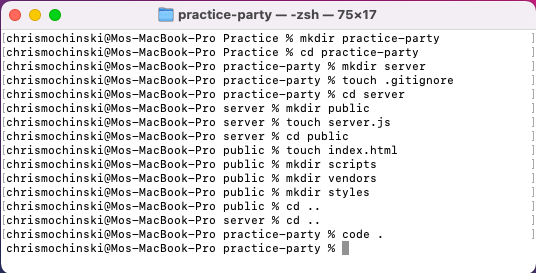 practice-party — -zsh — 75×17
[chrismochinski@Mos-MacBook-Pro Practice % mkdir practice-party ]
[chrismochinski@Mos-MacBook-Pro Practice % cd practice-party ]
[chrismochinski@Mos-MacBook-Pro practice-party % mkdir server ]
[chrismochinski@Mos-MacBook-Pro practice-party % touch .gitignore ]
[chrismochinski@Mos-MacBook-Pro practice-party % cd server ]
[chrismochinski@Mos-MacBook-Pro server % mkdir public ]
[chrismochinski@Mos-MacBook-Pro server % touch server.js ]
[chrismochinski@Mos-MacBook-Pro server % cd public ]
[chrismochinski@Mos-MacBook-Pro public % touch index.html ]
[chrismochinski@Mos-MacBook-Pro public % mkdir scripts ]
[chrismochinski@Mos-MacBook-Pro public % mkdir vendors ]
[chrismochinski@Mos-MacBook-Pro public % mkdir styles ]
[chrismochinski@Mos-MacBook-Pro public % cd .. ]
[chrismochinski@Mos-MacBook-Pro server % cd .. ]
[chrismochinski@Mos-MacBook-Pro practice-party % code . ]
chrismochinski@Mos-MacBook-Pro practice-party %